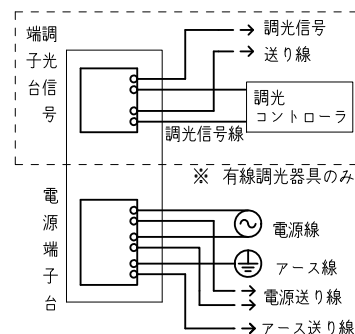 調光信号端子台
調光信号
送り線
調光
コントローラ
調光信号線
※ 有線調光器具のみ
電源端子台
電源線
アース線
電源送り線
アース送り線